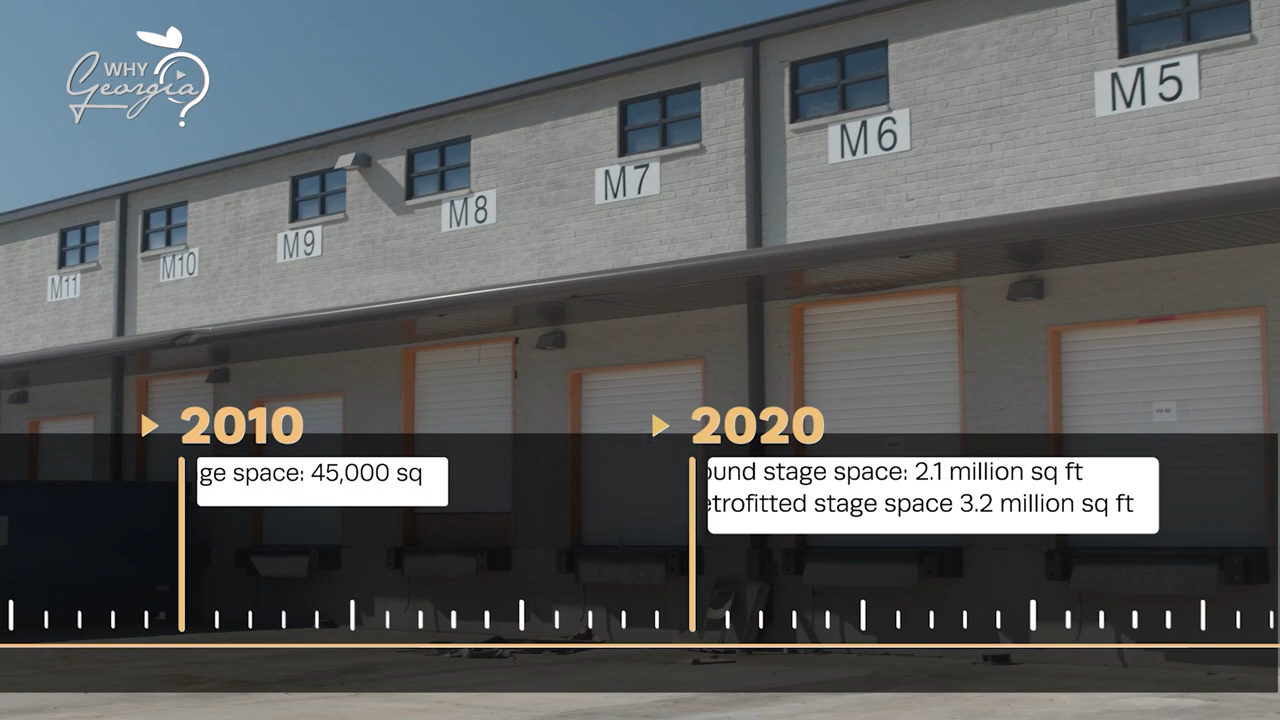 WHY
Georgia
M5
M6
M7
M8
M9
M10
M11
2010
2020
ge space: 45,000 sq
ound stage space: 2.1 million sq ft
etrofitted stage space 3.2 million sq ft